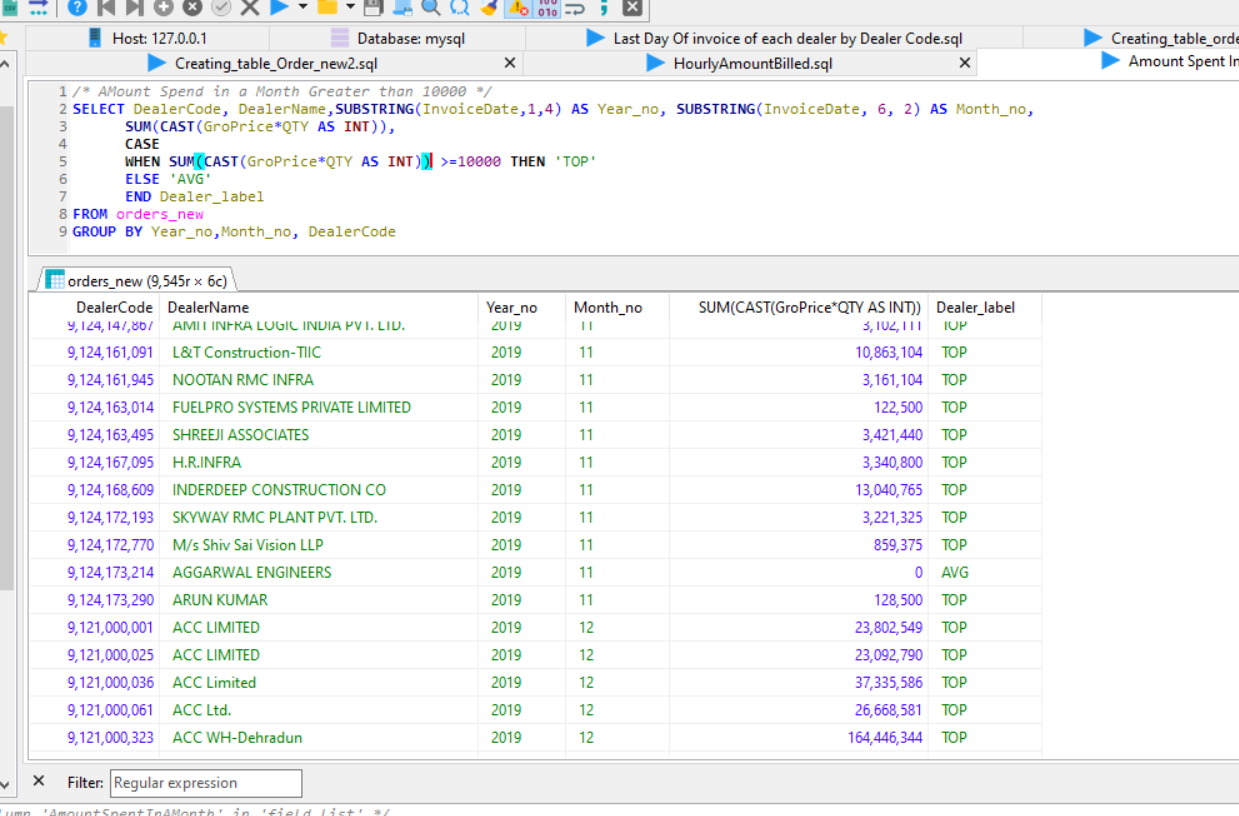 Host: 127.0.0.1 Database: mysql Last Day Of invoice of each dealer by Dealer Code.sql Creating_table_orde
Creating_table_Order_new2.sql HourlyAmountBilled.sql Amount Spent In
1 /* AMount Spend in a Month Greater than 10000 */
2 SELECT DealerCode, DealerName,SUBSTRING(InvoiceDate,1,4) AS Year_no, SUBSTRING(InvoiceDate, 6, 2) AS Month_no,
3 SUM(CAST(GroPrice*QTY AS INT)),
4 CASE
5 WHEN SUM(CAST(GroPrice*QTY AS INT)) >=10000 THEN 'TOP'
6 ELSE 'AVG'
7 END Dealer_label
8 FROM orders_new
9 GROUP BY Year_no,Month_no, DealerCode
orders_new (9,545r × 6c)
DealerCode DealerName Year_no Month_no SUM(CAST(GroPrice*QTY AS INT)) Dealer_label
9,124,147,867 AMIT INFRA LOGIC INDIA PVT. LTD. 2019 11 3,102,111 TOP
9,124,161,091 L&T Construction-TIIC 2019 11 10,863,104 TOP
9,124,161,945 NOOTAN RMC INFRA 2019 11 3,161,104 TOP
9,124,163,014 FUELPRO SYSTEMS PRIVATE LIMITED 2019 11 122,500 TOP
9,124,163,495 SHREEJI ASSOCIATES 2019 11 3,421,440 TOP
9,124,167,095 H.R.INFRA 2019 11 3,340,800 TOP
9,124,168,609 INDERDEEP CONSTRUCTION CO 2019 11 13,040,765 TOP
9,124,172,193 SKYWAY RMC PLANT PVT. LTD. 2019 11 3,221,325 TOP
9,124,172,770 M/s Shiv Sai Vision LLP 2019 11 859,375 TOP
9,124,173,214 AGGARWAL ENGINEERS 2019 11 0 AVG
9,124,173,290 ARUN KUMAR 2019 11 128,500 TOP
9,121,000,001 ACC LIMITED 2019 12 23,802,549 TOP
9,121,000,025 ACC LIMITED 2019 12 23,092,790 TOP
9,121,000,036 ACC Limited 2019 12 37,335,586 TOP
9,121,000,061 ACC Ltd. 2019 12 26,668,581 TOP
9,121,000,323 ACC WH-Dehradun 2019 12 164,446,344 TOP
Filter: Regular expression
lumn 'AmountSpentInAMonth' in 'field list' */